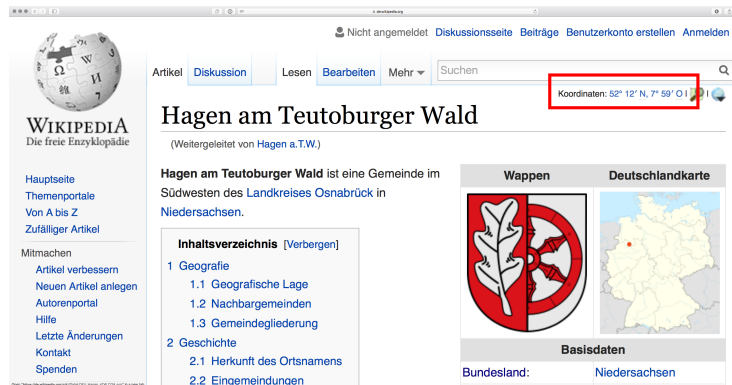 de.wikipedia.org
Nicht angemeldet Diskussionsseite Beiträge Benutzerkonto erstellen Anmelden
Artikel Diskussion Lesen Bearbeiten Mehr Suchen
Koordinaten: 52° 12′ N, 7° 59′ O | |
WIKIPEDIA
Die freie Enzyklopädie
Hauptseite
Themenportale
Von A bis Z
Zufälliger Artikel
Mitmachen
Artikel verbessern
Neuen Artikel anlegen
Autorenportal
Hilfe
Letzte Änderungen
Kontakt
Spenden
Hagen am Teutoburger Wald
(Weitergeleitet von Hagen a.T.W.)
Hagen am Teutoburger Wald ist eine Gemeinde im
Südwesten des Landkreises Osnabrück in
Niedersachsen.
Inhaltsverzeichnis [Verbergen]
1 Geografie
1.1 Geografische Lage
1.2 Nachbargemeinden
1.3 Gemeindegliederung
2 Geschichte
2.1 Herkunft des Ortsnamens
2.2 Eingemeindungen
Wappen Deutschlandkarte
Basisdaten
Bundesland: Niedersachsen